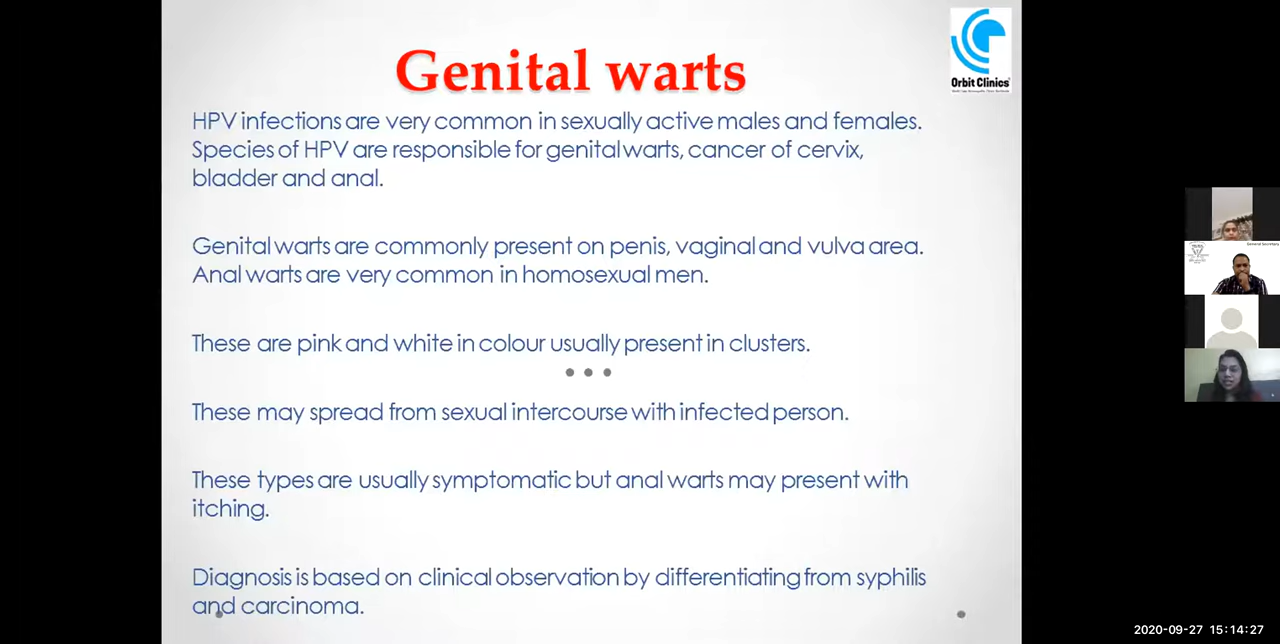 Genital warts
Orbit Clinics
HPV infections are very common in sexually active males and females.
Species of HPV are responsible for genital warts, cancer of cervix,
bladder and anal.
Genital warts are commonly present on penis, vaginal and vulva area.
Anal warts are very common in homosexual men.
These are pink and white in colour usually present in clusters.
These may spread from sexual intercourse with infected person.
These types are usually symptomatic but anal warts may present with
itching.
Diagnosis is based on clinical observation by differentiating from syphilis
and carcinoma.
2020-09-27 15:14:27